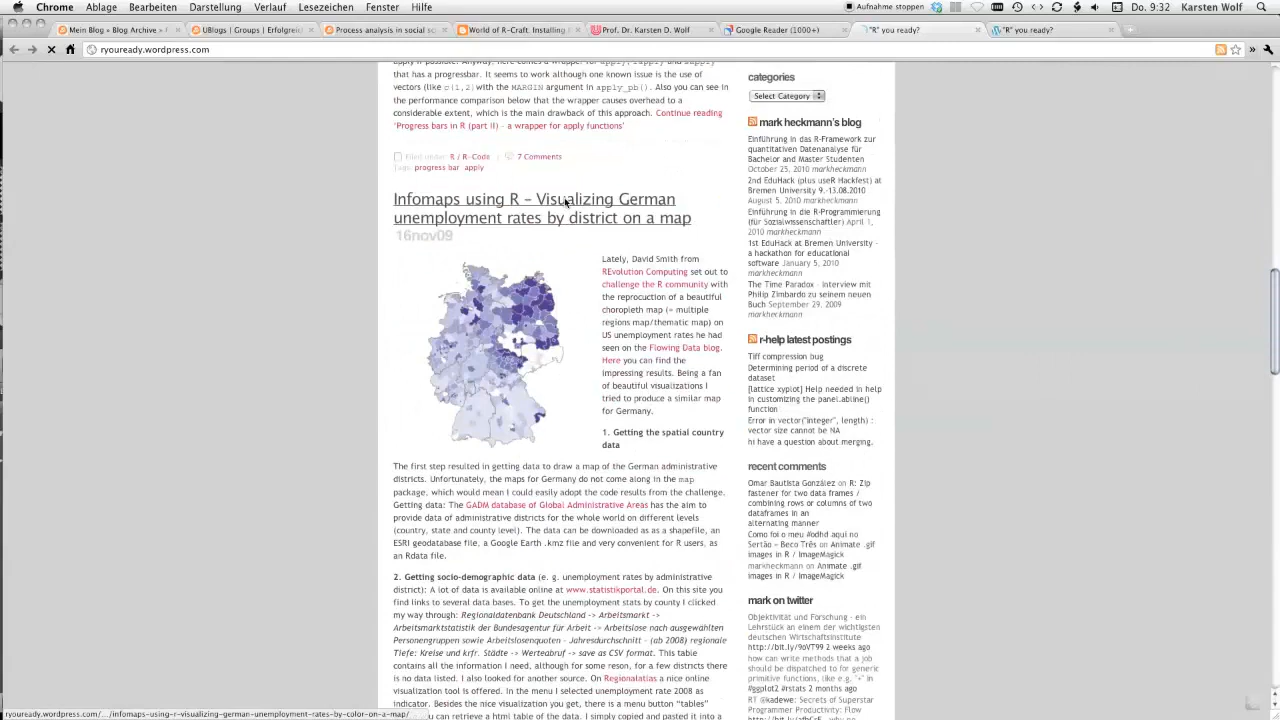 Chrome Ablage Bearbeiten Darstellung Verlauf Lesezeichen Fenster Hilfe Aufnahme stoppen Do. 9:32 Karsten Wolf
Mein Blog » Blog Archive » F UBlogs | Groups | Erfolgrei Process analysis in social sc World of R-Craft. Installing Prof. Dr. Karsten D. Wolf Google Reader (1000+) "R" you ready? "R" you ready?
ryouready.wordpress.com
that has a progressbar. It seems to work although one known issue is the use of
vectors (like c(1,2) with the MARGIN argument in apply_pb(). Also you can see in
the performance comparison below that the wrapper causes overhead to a
considerable extent, which is the main drawback of this approach. Continue reading
'Progress bars in R (part II) – a wrapper for apply functions'
Filed under R / R-Code | 7 Comments
Tags: progress bar apply
Infomaps using R – Visualizing German
unemployment rates by district on a map
16nov09
Lately, David Smith from
REvolution Computing set out to
challenge the R community with
the reprocuction of a beautiful
choropleth map (= multiple
regions map/thematic map) on
US unemployment rates he had
seen on the Flowing Data blog.
Here you can find the
impressing results. Being a fan
of beautiful visualizations I
tried to produce a similar map
for Germany.
1. Getting the spatial country
data
The first step resulted in getting data to draw a map of the German administrative
districts. Unfortunately, the maps for Germany do not come along in the map
package, which would mean I could easily adopt the code results from the challenge.
Getting data: The GADM database of Global Administrative Areas has the aim to
provide data of administrative districts for the whole world on different levels
(country, state and county level). The data can be downloaded as as a shapefile, an
ESRI geodatabase file, a Google Earth .kmz file and very convenient for R users, as
an Rdata file.
2. Getting socio-demographic data (e. g. unemployment rates by administrative
district): A lot of data is available online at www.statistikportal.de. On this site you
find links to several data bases. To get the unemployment stats by county I clicked
my way through: Regionaldatenbank Deutschland -> Arbeitsmarkt ->
Arbeitsmarktstatistik der Bundesagentur für Arbeit -> Arbeitslose nach ausgewählten
Personengruppen sowie Arbeitslosenquoten - Jahresdurchschnitt - (ab 2008) regionale
Tiefe: Kreise und krfr. Städte -> Werteabruf -> save as CSV format. This table
contains all the information I need, although for some reson, for a few districts there
is no data listed. I also looked for another source. On Regionalatlas a nice online
visualization tool is offered. In the menu I selected unemployment rate 2008 as
indicator. Besides the nice visualization you get, there is a menu button "tables"
you can retrieve a html table of the data. I simply copied and pasted it into a
categories
Select Category
mark heckmann's blog
Einführung in das R-Framework zur
quantitativen Datenanalyse für
Bachelor and Master Studenten
October 25, 2010 markheckmann
2nd EduHack (plus useR Hackfest) at
Bremen University 9.-13.08.2010
August 5, 2010 markheckmann
Einführung in die R-Programmierung
(für Sozialwissenschaftler) April 1,
2010 markheckmann
1st EduHack at Bremen University -
a hackathon for educational
software January 5, 2010
markheckmann
The Time Paradox - interview mit
Philip Zimbardo zu seinem neuen
Buch September 29, 2009
markheckmann
r-help latest postings
Tiff compression bug
Determining period of a discrete
dataset
[lattice xyplot] Help needed in help
in customizing the panel.abline()
function
Error in vector("integer", length) :
vector size cannot be NA
hi have a question about merging.
recent comments
Omar Bautista González on R: Zip
fastener for two data frames /
combining rows or columns of two
dataframes in an
alternating manner
Como foi o meu #odhd aqui no
Sertão « Beco Três on Animate .gif
images in R / ImageMagick
markheckmann on Animate .gif
images in R / ImageMagick
mark on twitter
Objektivität und Forschung - ein
Lehrstück an einem der wichtigsten
deutschen Wirtschaftsinstitute
http://bit.ly/9oVT99 2 weeks ago
how can write methods that a job
should be dispatched to for generic
primitive functions, like e.g. "+" in
#ggplot2 #rstats 2 months ago
RT @kadewe: Secrets of Superstar
Programmer Productivity: Flow
ryouready.wordpress.com/.../infomaps-using-r-visualizing-german-unemployment-rates-by-color-on-a-map/